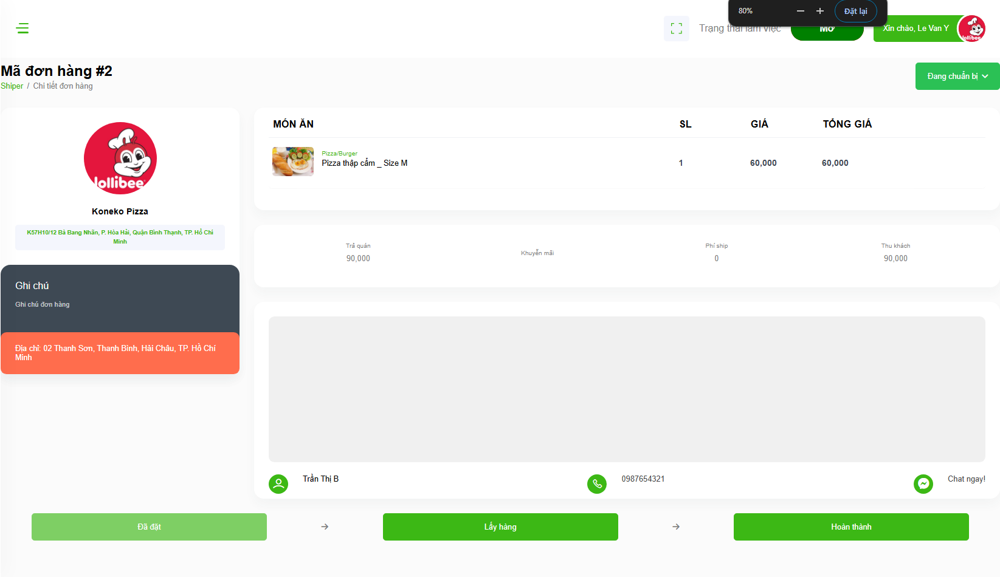 80%
Đặt lại
Trạng thái làm việc
Mở
Xin chào, Le Van Y
Mã đơn hàng #2
Shiper / Chi tiết đơn hàng
Đang chuẩn bị
MÓN ĂN SL GIÁ TỔNG GIÁ
Pizza/Burger
Pizza thập cẩm _ Size M 1 60,000 60,000
lollibee
Koneko Pizza
K57H10/12 Bà Bang Nhãn, P. Hòa Hải, Quận Bình Thạnh, TP. Hồ Chí
Minh
Trả quán Khuyễn mãi Phí ship Thu khách
90,000 0 90,000
Ghi chú
Ghi chú đơn hàng
Địa chỉ: 02 Thanh Sơn, Thanh Bình, Hải Châu, TP. Hồ Chí
Minh
Trần Thị B 0987654321 Chat ngay!
Đã đặt → Lấy hàng → Hoàn thành